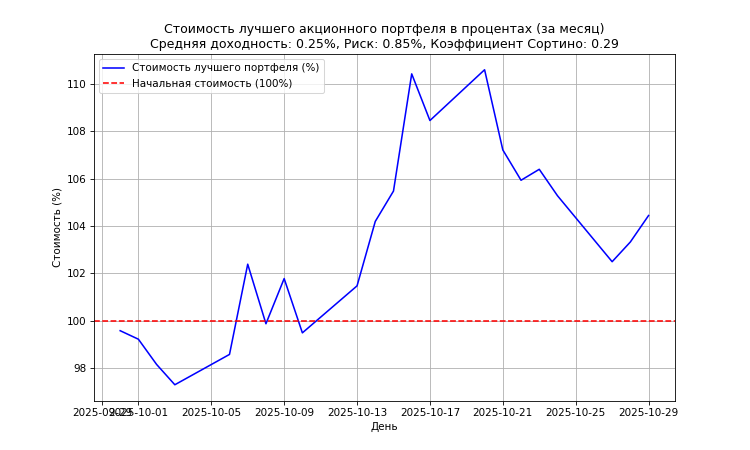 Стоимость лучшего акционного портфеля в процентах (за месяц)
Средняя доходность: 0.25%, Риск: 0.85%, Коэффициент Сортино: 0.29
Стоимость лучшего портфеля (%)
Начальная стоимость (100%)
Стоимость (%)
110
108
106
104
102
100
98
2025-09-29
2025-10-01
2025-10-05
2025-10-09
2025-10-13
2025-10-17
2025-10-21
2025-10-25
2025-10-29
День